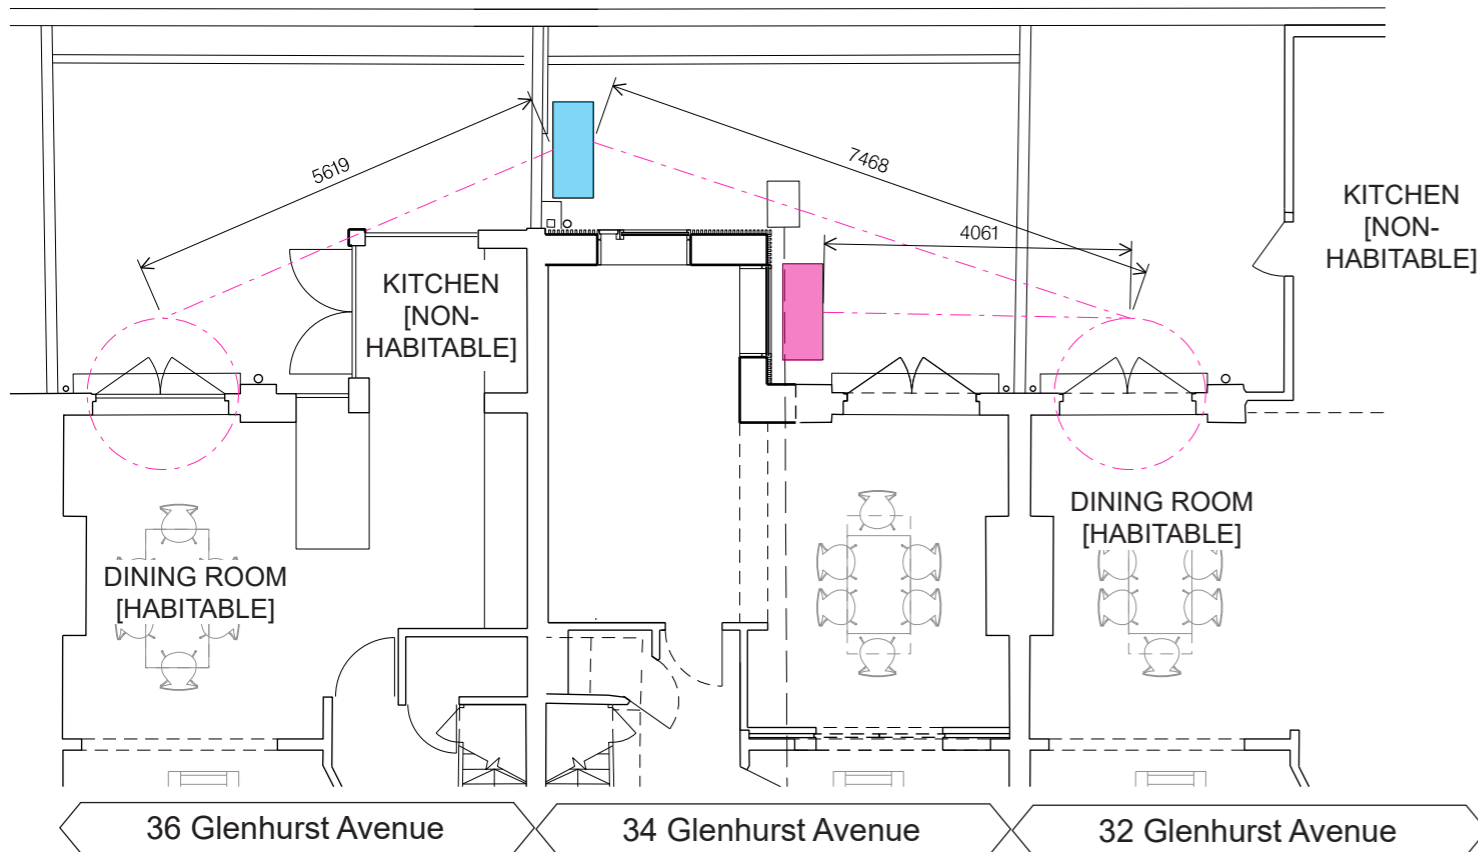 5619
7468
4061
KITCHEN
[NON-
HABITABLE]
KITCHEN
[NON-
HABITABLE]
DINING ROOM
[HABITABLE]
DINING ROOM
[HABITABLE]
36 Glenhurst Avenue
34 Glenhurst Avenue
32 Glenhurst Avenue